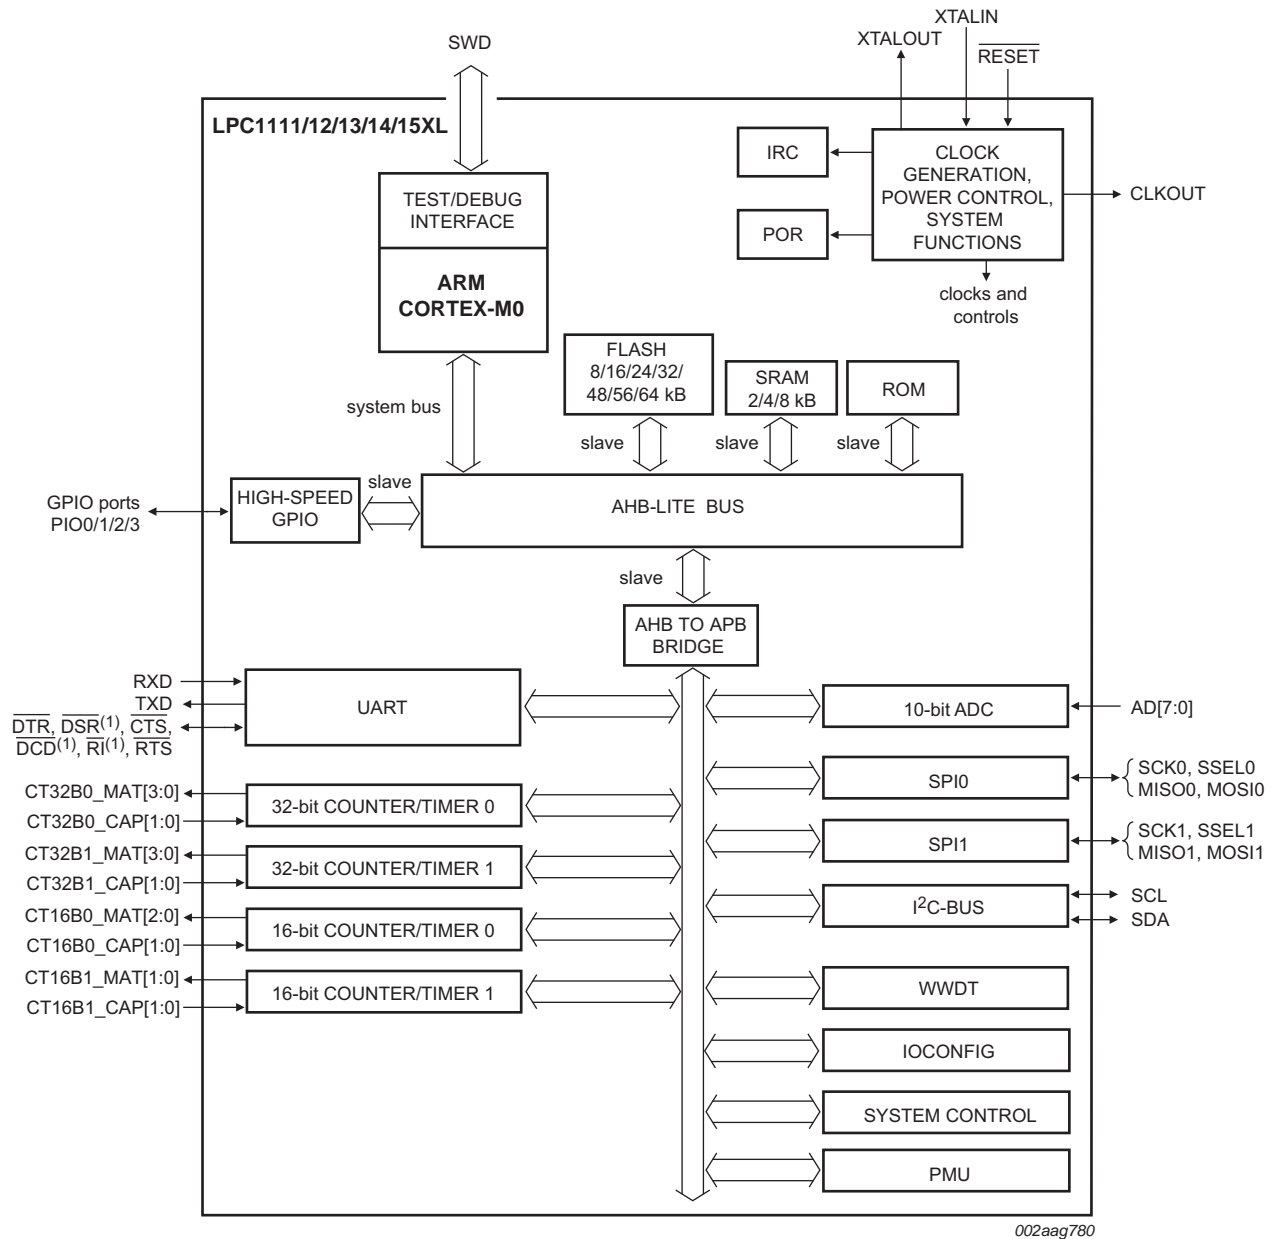 XTALIN
XTALOUT
RESET
SWD
LPC1111/12/13/14/15XL
IRC
POR
CLOCK
GENERATION,
POWER CONTROL,
SYSTEM
FUNCTIONS
CLKOUT
clocks and
controls
TEST/DEBUG
INTERFACE
ARM
CORTEX-M0
system bus
FLASH
8/16/24/32/
48/56/64 kB
SRAM
2/4/8 kB
ROM
slave
slave
slave
GPIO ports
PIO0/1/2/3
HIGH-SPEED
GPIO
slave
AHB-LITE BUS
slave
AHB TO APB
BRIDGE
RXD
TXD
DTR, DSR(1), CTS,
DCD(1), RI(1), RTS
UART
10-bit ADC
AD[7:0]
SPI0
SCK0, SSEL0
MISO0, MOSI0
CT32B0_MAT[3:0]
CT32B0_CAP[1:0]
32-bit COUNTER/TIMER 0
SPI1
SCK1, SSEL1
MISO1, MOSI1
CT32B1_MAT[3:0]
CT32B1_CAP[1:0]
32-bit COUNTER/TIMER 1
I2C-BUS
SCL
SDA
CT16B0_MAT[2:0]
CT16B0_CAP[1:0]
16-bit COUNTER/TIMER 0
CT16B1_MAT[1:0]
CT16B1_CAP[1:0]
16-bit COUNTER/TIMER 1
WWDT
IOCONFIG
SYSTEM CONTROL
PMU
002aag780